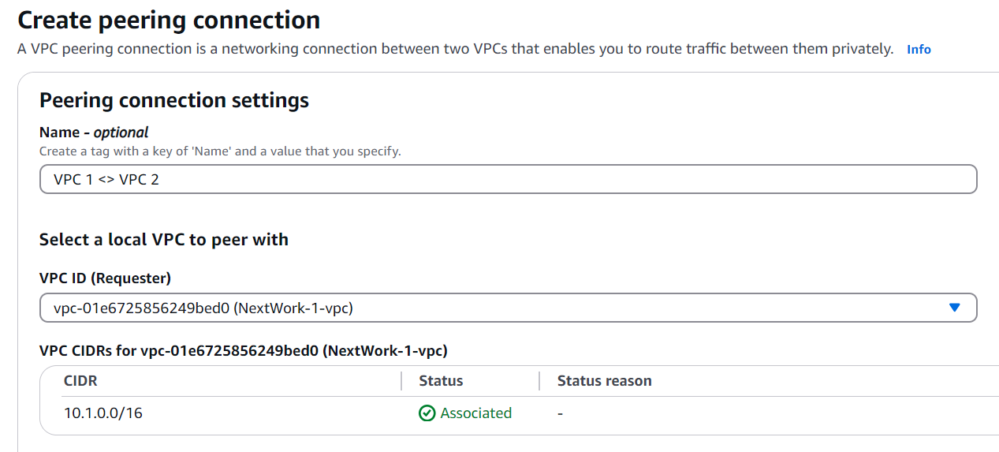 Create peering connection
A VPC peering connection is a networking connection between two VPCs that enables you to route traffic between them privately. Info
Peering connection settings
Name - optional
Create a tag with a key of 'Name' and a value that you specify.
VPC 1 <> VPC 2
Select a local VPC to peer with
VPC ID (Requester)
vpc-01e6725856249bed0 (NextWork-1-vpc)
VPC CIDRs for vpc-01e6725856249bed0 (NextWork-1-vpc)
CIDR Status Status reason
10.1.0.0/16 Associated -